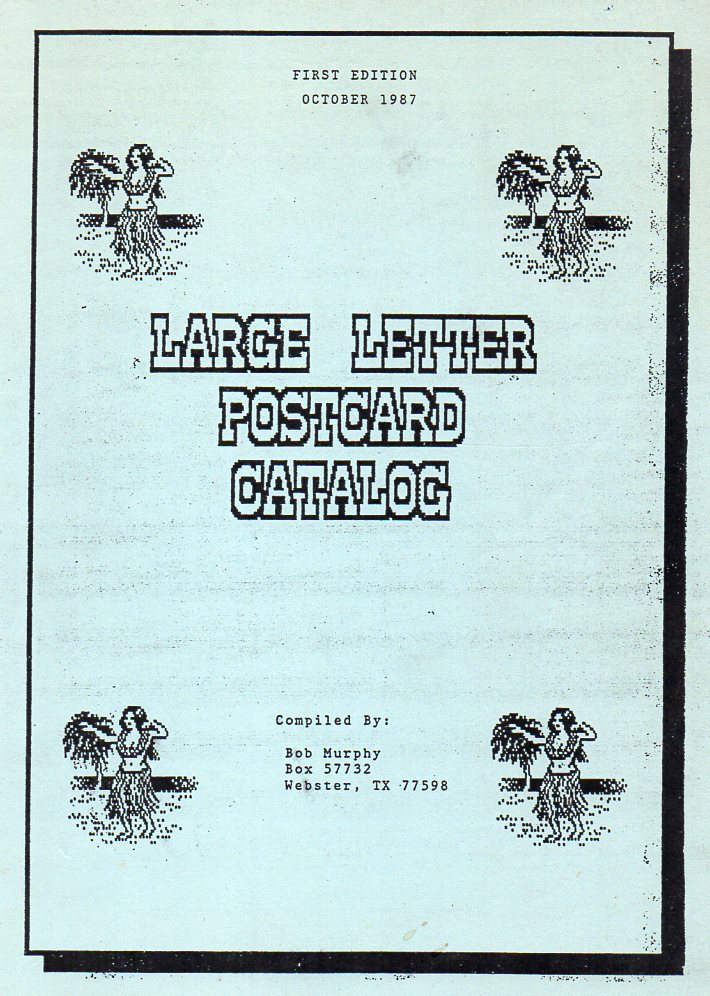 FIRST EDITION
OCTOBER 1987
LARGE LETTER
POSTCARD
CATALOG
Compiled By:
Bob Murphy
Box 57732
Webster, TX 77598